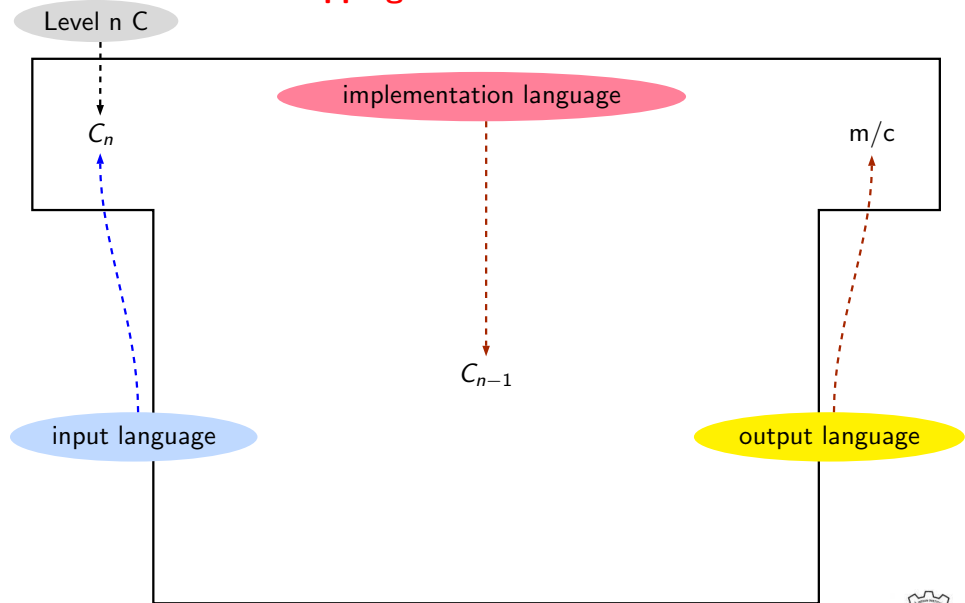 Level n C
implementation language
Cₙ
m/c
Cₙ₋₁
input language
output language